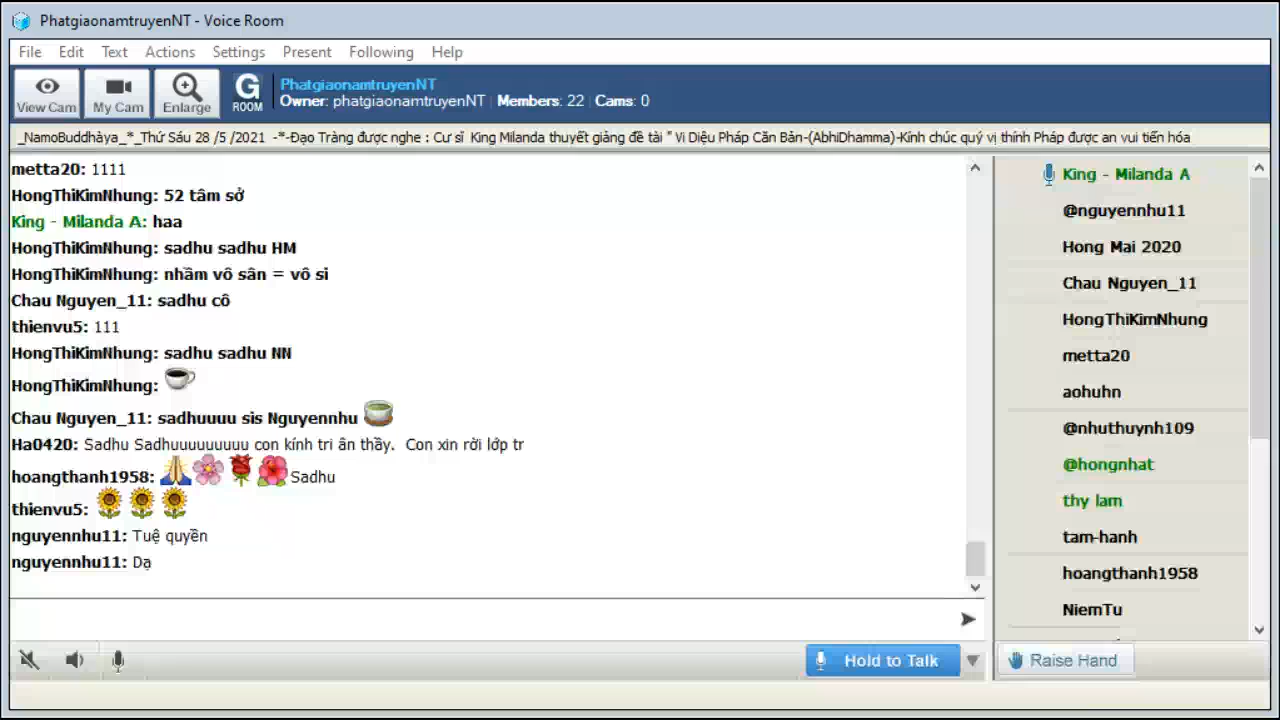 PhatgiaonamtruyenNT - Voice Room
File Edit Text Actions Settings Present Following Help
View Cam My Cam Enlarge G ROOM
PhatgiaonamtruyenNT
Owner: phatgiaonamtruyenNT | Members: 22 | Cams: 0
_NamoBuddhàya_*_Thứ Sáu 28 /5 /2021 -*-Đạo Tràng được nghe : Cư sĩ King Milanda thuyết giảng đề tài " Vi Diệu Pháp Căn Bản-(AbhiDhamma)-Kính chúc quý vị thính Pháp được an vui tiến hóa
metta20: 1111
HongThiKimNhung: 52 tâm sở
King - Milanda A: haa
HongThiKimNhung: sadhu sadhu HM
HongThiKimNhung: nhầm vô sân = vô si
Chau Nguyen_11: sadhu cô
thienvu5: 111
HongThiKimNhung: sadhu sadhu NN
HongThiKimNhung:
Chau Nguyen_11: sadhuuuu sis Nguyennhu
Ha0420: Sadhu Sadhuuuuuuuuu con kính tri ân thầy. Con xin rời lớp tr
hoangthanh1958: Sadhu
thienvu5:
nguyennhu11: Tuệ quyền
nguyennhu11: Dạ
King - Milanda A
@nguyennhu11
Hong Mai 2020
Chau Nguyen_11
HongThiKimNhung
metta20
aohuhn
@nhuthuynh109
@hongnhat
thy lam
tam-hanh
hoangthanh1958
NiemTu
Hold to Talk
Raise Hand